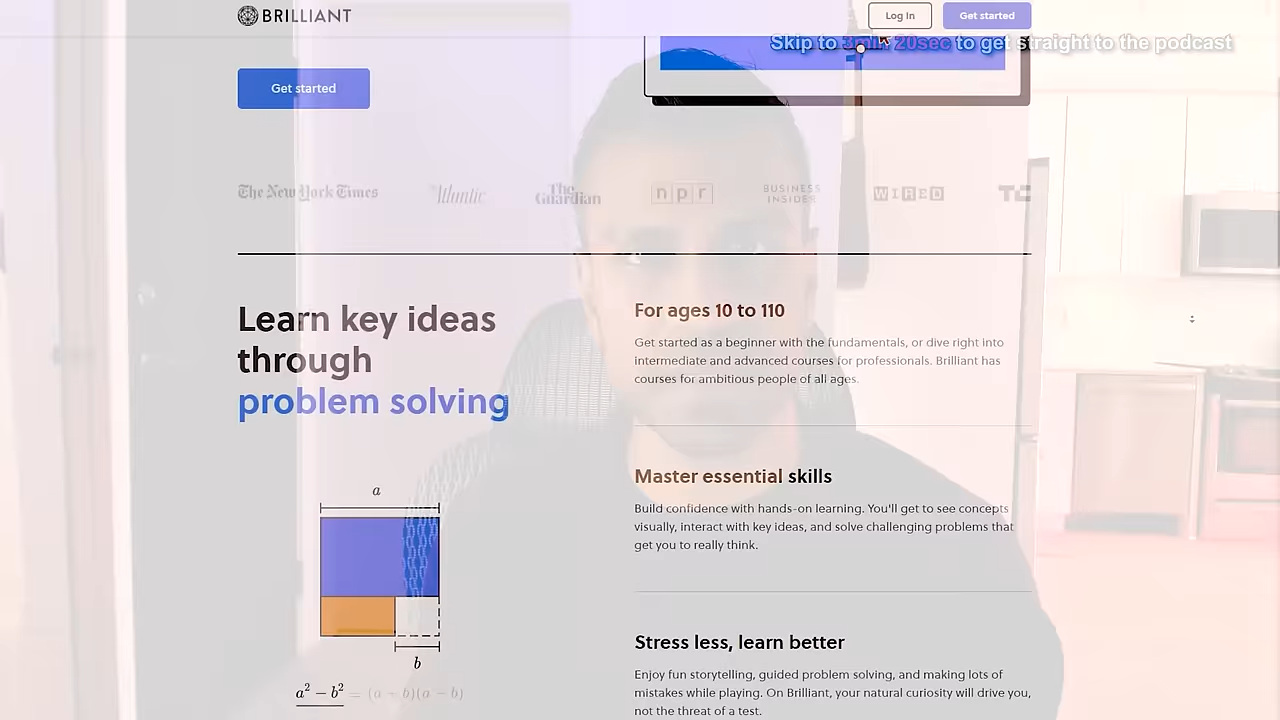 BRILLIANT
Log In
Get started
Skip to 3min 20sec to get straight to the podcast
Get started
The New York Times
Atlantic
The Guardian
npr
BUSINESS INSIDER
WIRED
TC
Learn key ideas
through
problem solving
For ages 10 to 110
Get started as a beginner with the fundamentals, or dive right into
intermediate and advanced courses for professionals. Brilliant has
courses for ambitious people of all ages.
Master essential skills
Build confidence with hands-on learning. You'll get to see concepts
visually, interact with key ideas, and solve challenging problems that
get you to really think.
Stress less, learn better
Enjoy fun storytelling, guided problem solving, and making lots of
mistakes while playing. On Brilliant, your natural curiosity will drive you,
not the threat of a test.
a
b
a² − b² = (a + b)(a − b)